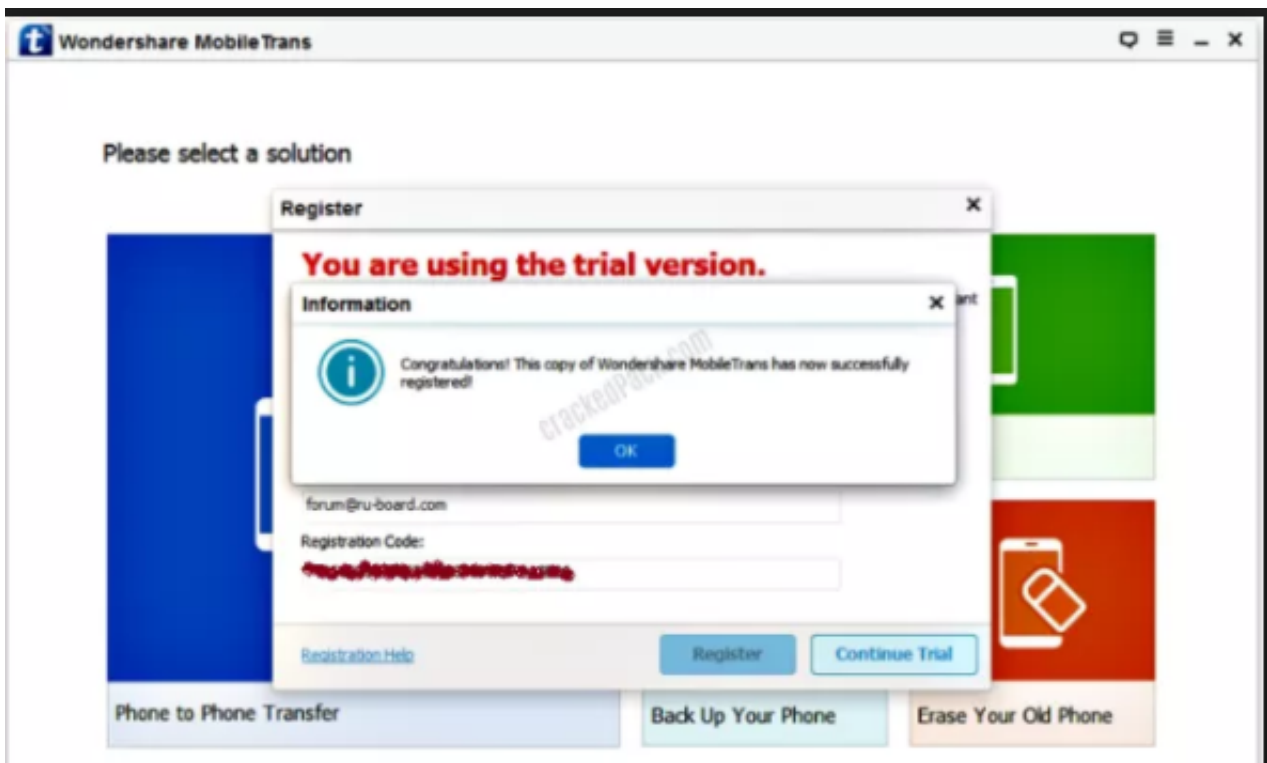 Wondershare MobileTrans
Please select a solution
Register
You are using the trial version.
Information
Congratulations! This copy of Wondershare MobileTrans has now successfully
registered!
crackedPack.com
OK
forum@ru-board.com
Registration Code:
Registration Help
Register
Continue Trial
Phone to Phone Transfer
Back Up Your Phone
Erase Your Old Phone